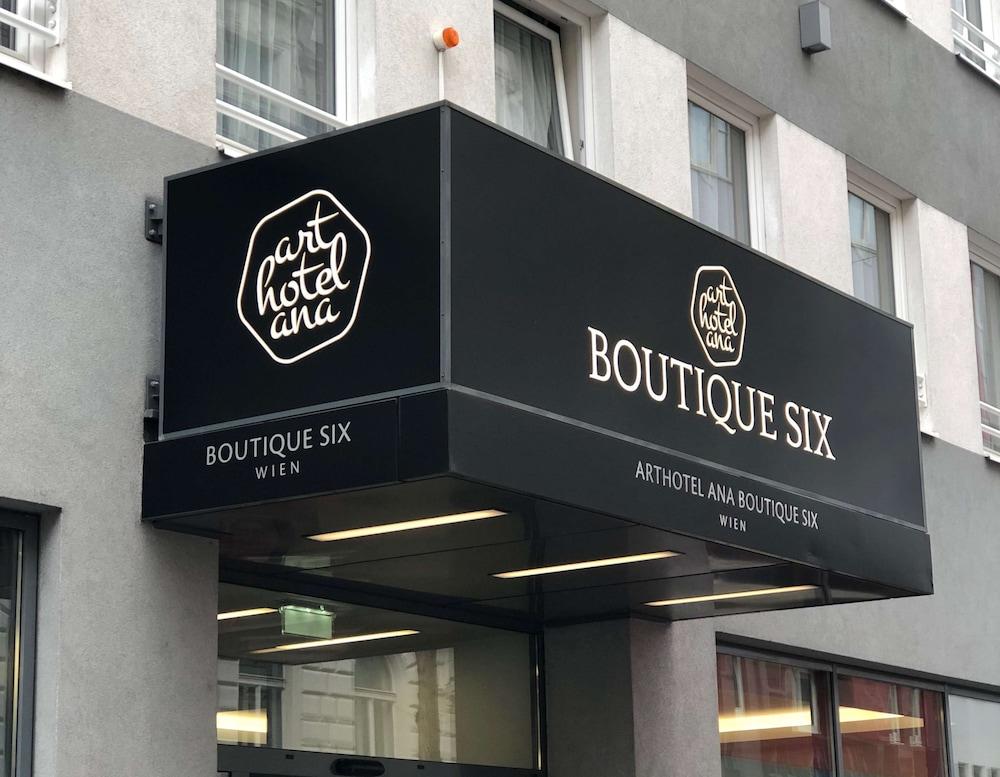 art
hotel
ana
BOUTIQUE SIX
WIEN
art
hotel
ana
BOUTIQUE SIX
ARTHOTEL ANA BOUTIQUE SIX
WIEN